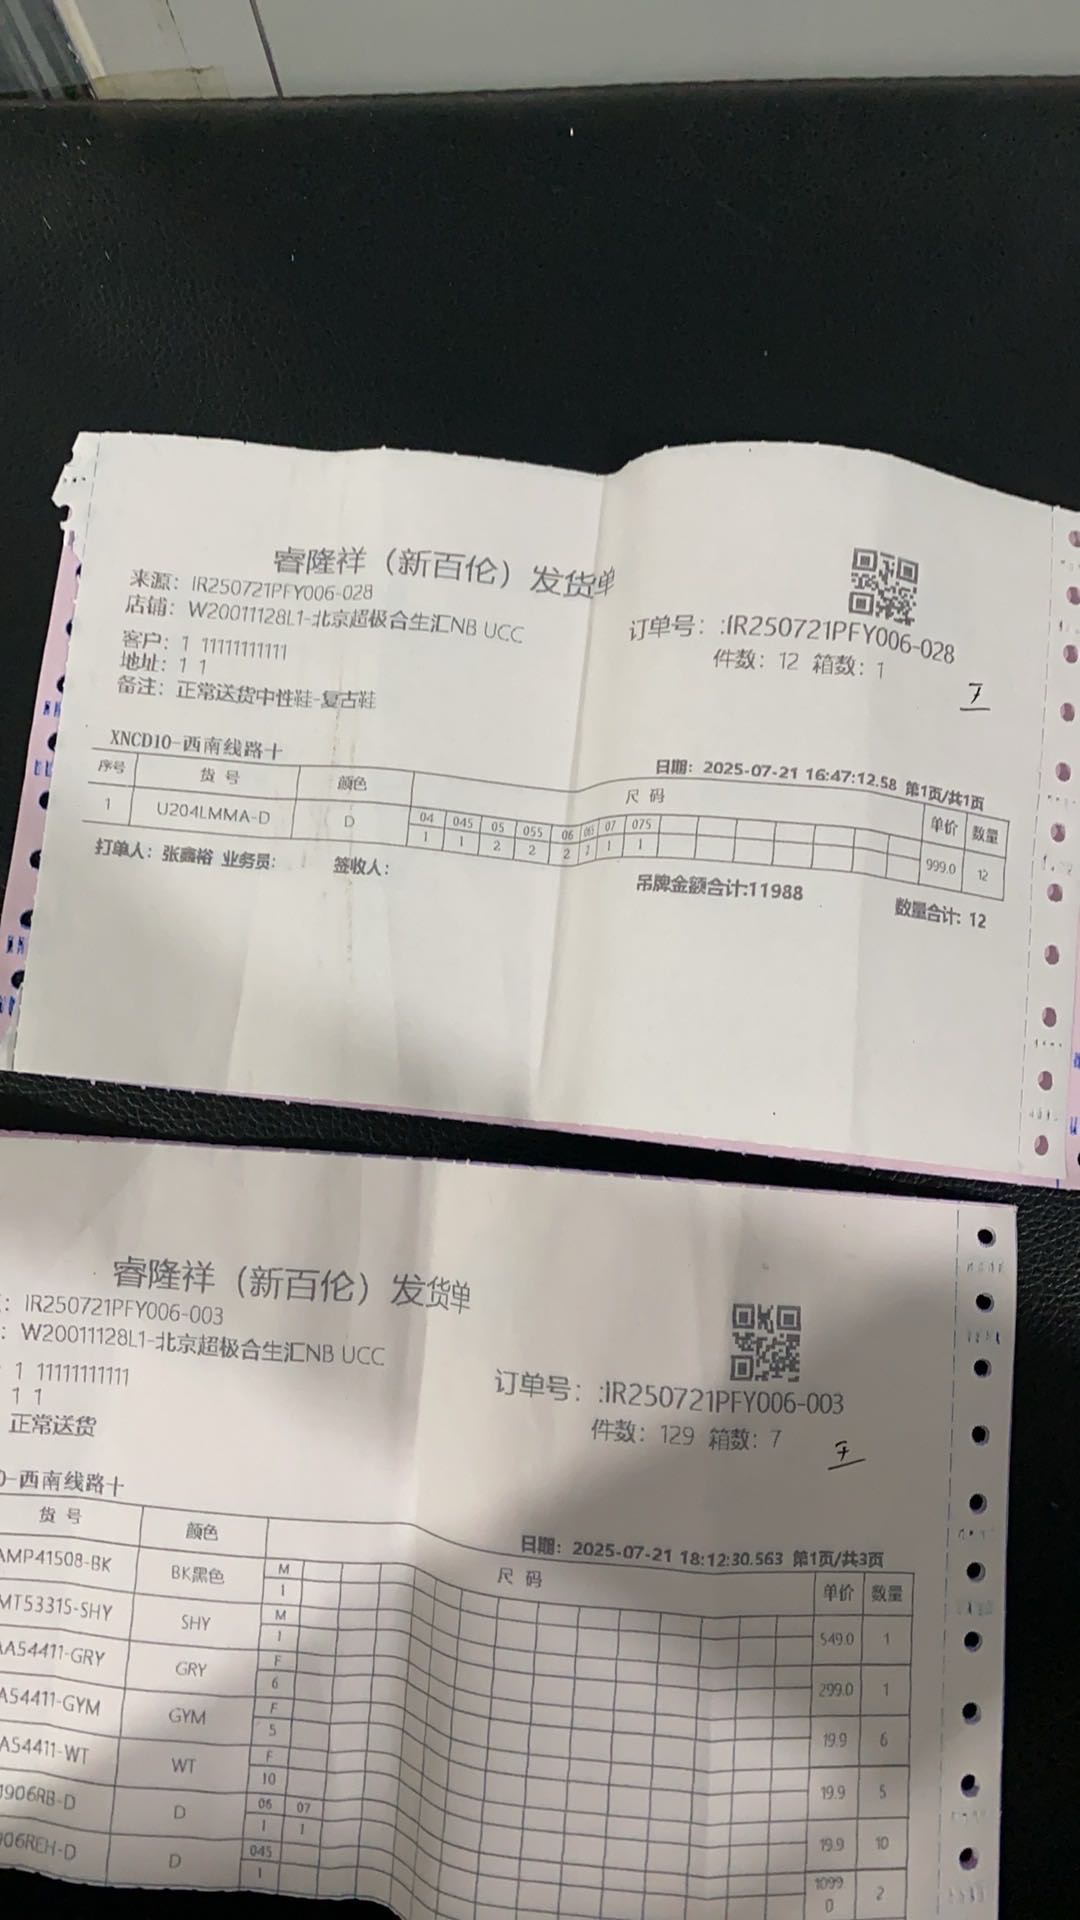 睿隆祥（新百伦）发货单
来源：IR250721PFY006-028
店铺：W20011128L1-北京超极合生汇NB UCC
订单号：:IR250721PFY006-028
客户：1 11111111111
件数：12 箱数：1
地址：1 1
备注：正常送货中性鞋-复古鞋
XNCD10-西南线路十
日期：2025-07-21 16:47:12.58 第1页/共1页
序号 货号 颜色 尺码 单价 数量
04 045 05 055 06 065 07 075
1 U204LMMA-D D 1 1 2 2 2 2 1 1 999.0 12
打单人：张鑫裕 业务员： 签收人： 吊牌金额合计:11988 数量合计：12
睿隆祥（新百伦）发货单
：IR250721PFY006-003
：W20011128L1-北京超极合生汇NB UCC
订单号：:IR250721PFY006-003
1 11111111111
件数：129 箱数：7
1 1
正常送货
0-西南线路十
日期：2025-07-21 18:12:30.563 第1页/共3页
货号 颜色 尺码 单价 数量
AMP41508-BK BK黑色 M 1 549.0 1
MT53315-SHY SHY M 1 299.0 1
AA54411-GRY GRY F 6 19.9 6
A54411-GYM GYM F 5 19.9 5
A54411-WT WT F 10 19.9 10
1906RB-D D 06 07 1 1 1099.0 2
906REH-D D 045 1